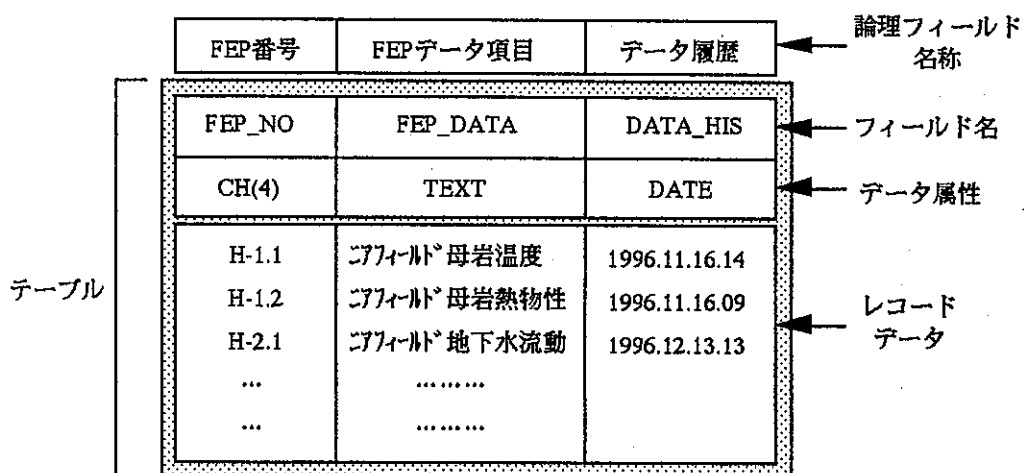 FEP番号 FEPデータ項目 データ履歴
論理フィールド
名称
FEP_NO FEP_DATA DATA_HIS
フィールド名
CH(4) TEXT DATE
データ属性
テーブル
H-1.1 ニアフィールド母岩温度 1996.11.16.14
H-1.2 ニアフィールド母岩熱物性 1996.11.16.09
H-2.1 ニアフィールド地下水流動 1996.12.13.13
レコード
データ
… ………
… ………